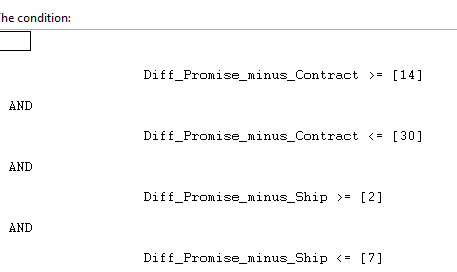 he condition:
Diff_Promise_minus_Contract >= [14]
AND
Diff_Promise_minus_Contract <= [30]
AND
Diff_Promise_minus_Ship >= [2]
AND
Diff_Promise_minus_Ship <= [7]